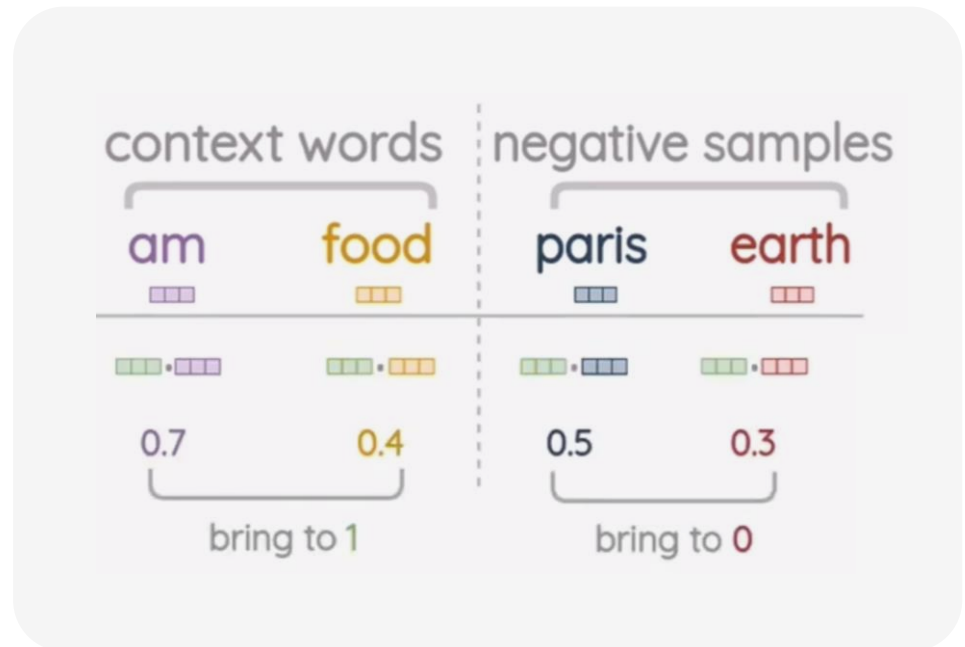 context words negative samples
am food paris earth
0.7 0.4 0.5 0.3
bring to 1 bring to 0